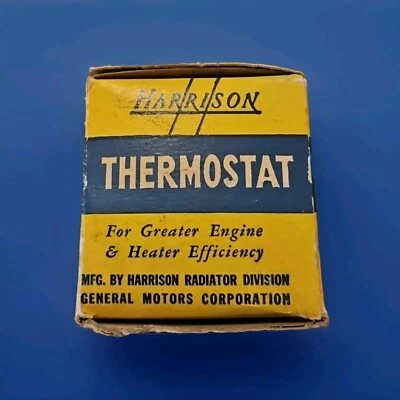 HARRISON
THERMOSTAT
For Greater Engine
& Heater Efficiency
MFG. BY HARRISON RADIATOR DIVISION
GENERAL MOTORS CORPORATION